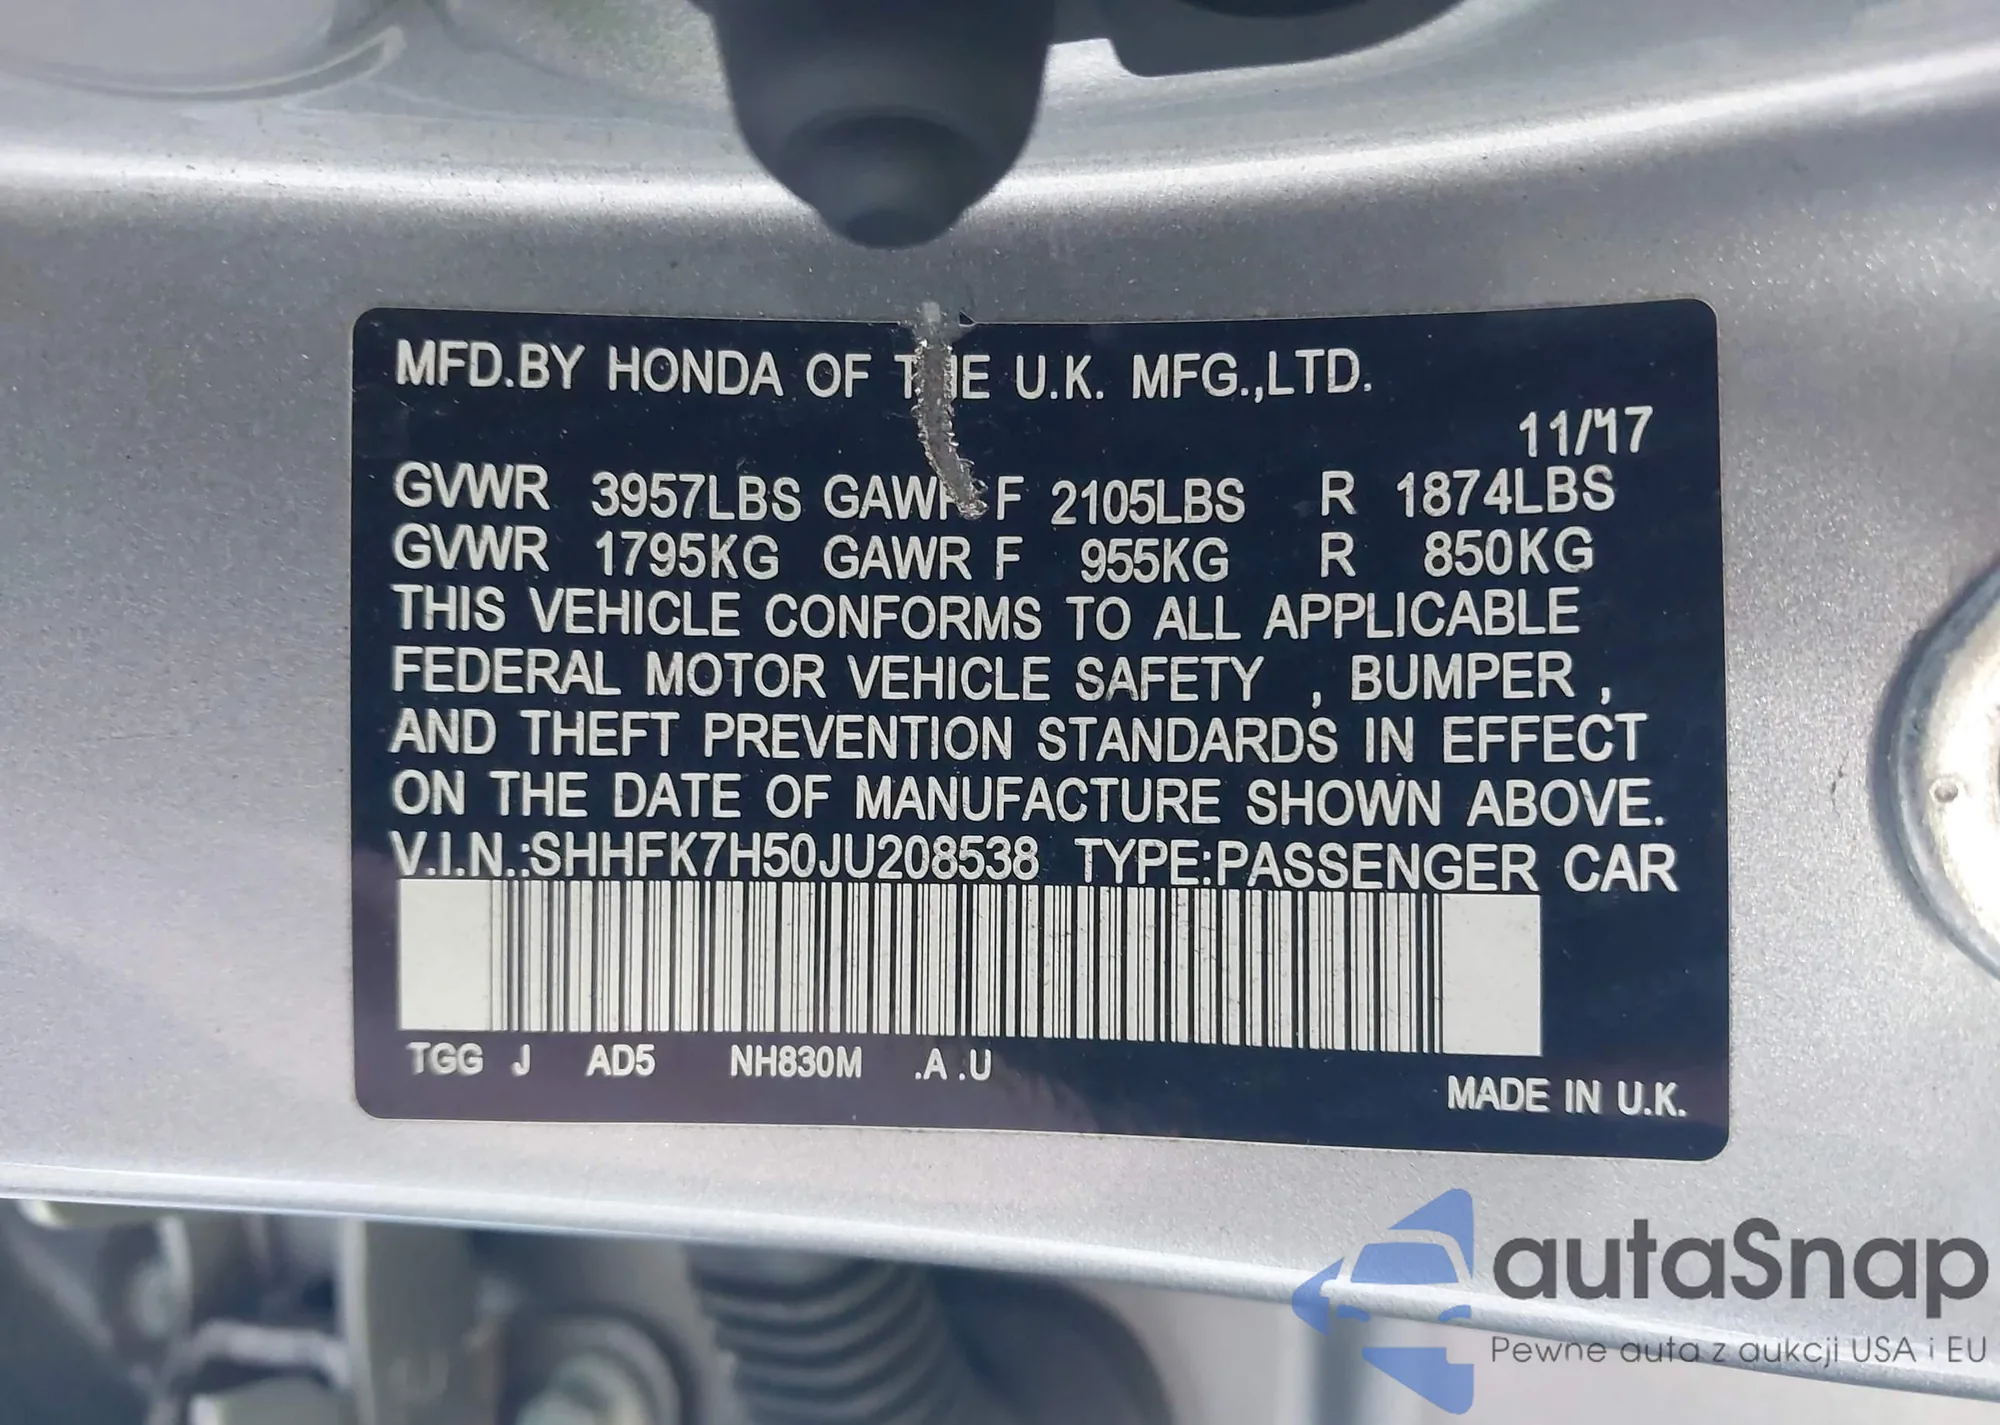 MFD.BY HONDA OF THE U.K. MFG.,LTD.
11/17
GVWR 3957LBS GAWR F 2105LBS R 1874LBS
GVWR 1795KG GAWR F 955KG R 850KG
THIS VEHICLE CONFORMS TO ALL APPLICABLE
FEDERAL MOTOR VEHICLE SAFETY , BUMPER ,
AND THEFT PREVENTION STANDARDS IN EFFECT
ON THE DATE OF MANUFACTURE SHOWN ABOVE.
V.I.N.:SHHFK7H50JU208538 TYPE:PASSENGER CAR
TGG J AD5 NH830M .A .U
MADE IN U.K.
autaSnap
Pewne auta z aukcji USA i EU